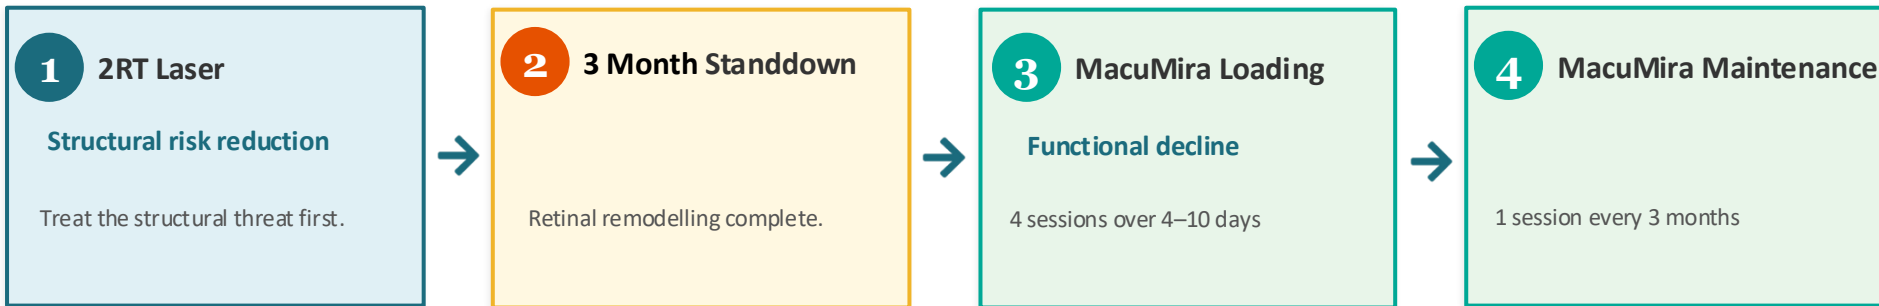 1 2RT Laser
Structural risk reduction
Treat the structural threat first.
2 3 Month Standdown
Retinal remodelling complete.
3 MacuMira Loading
Functional decline
4 sessions over 4–10 days
4 MacuMira Maintenance
1 session every 3 months